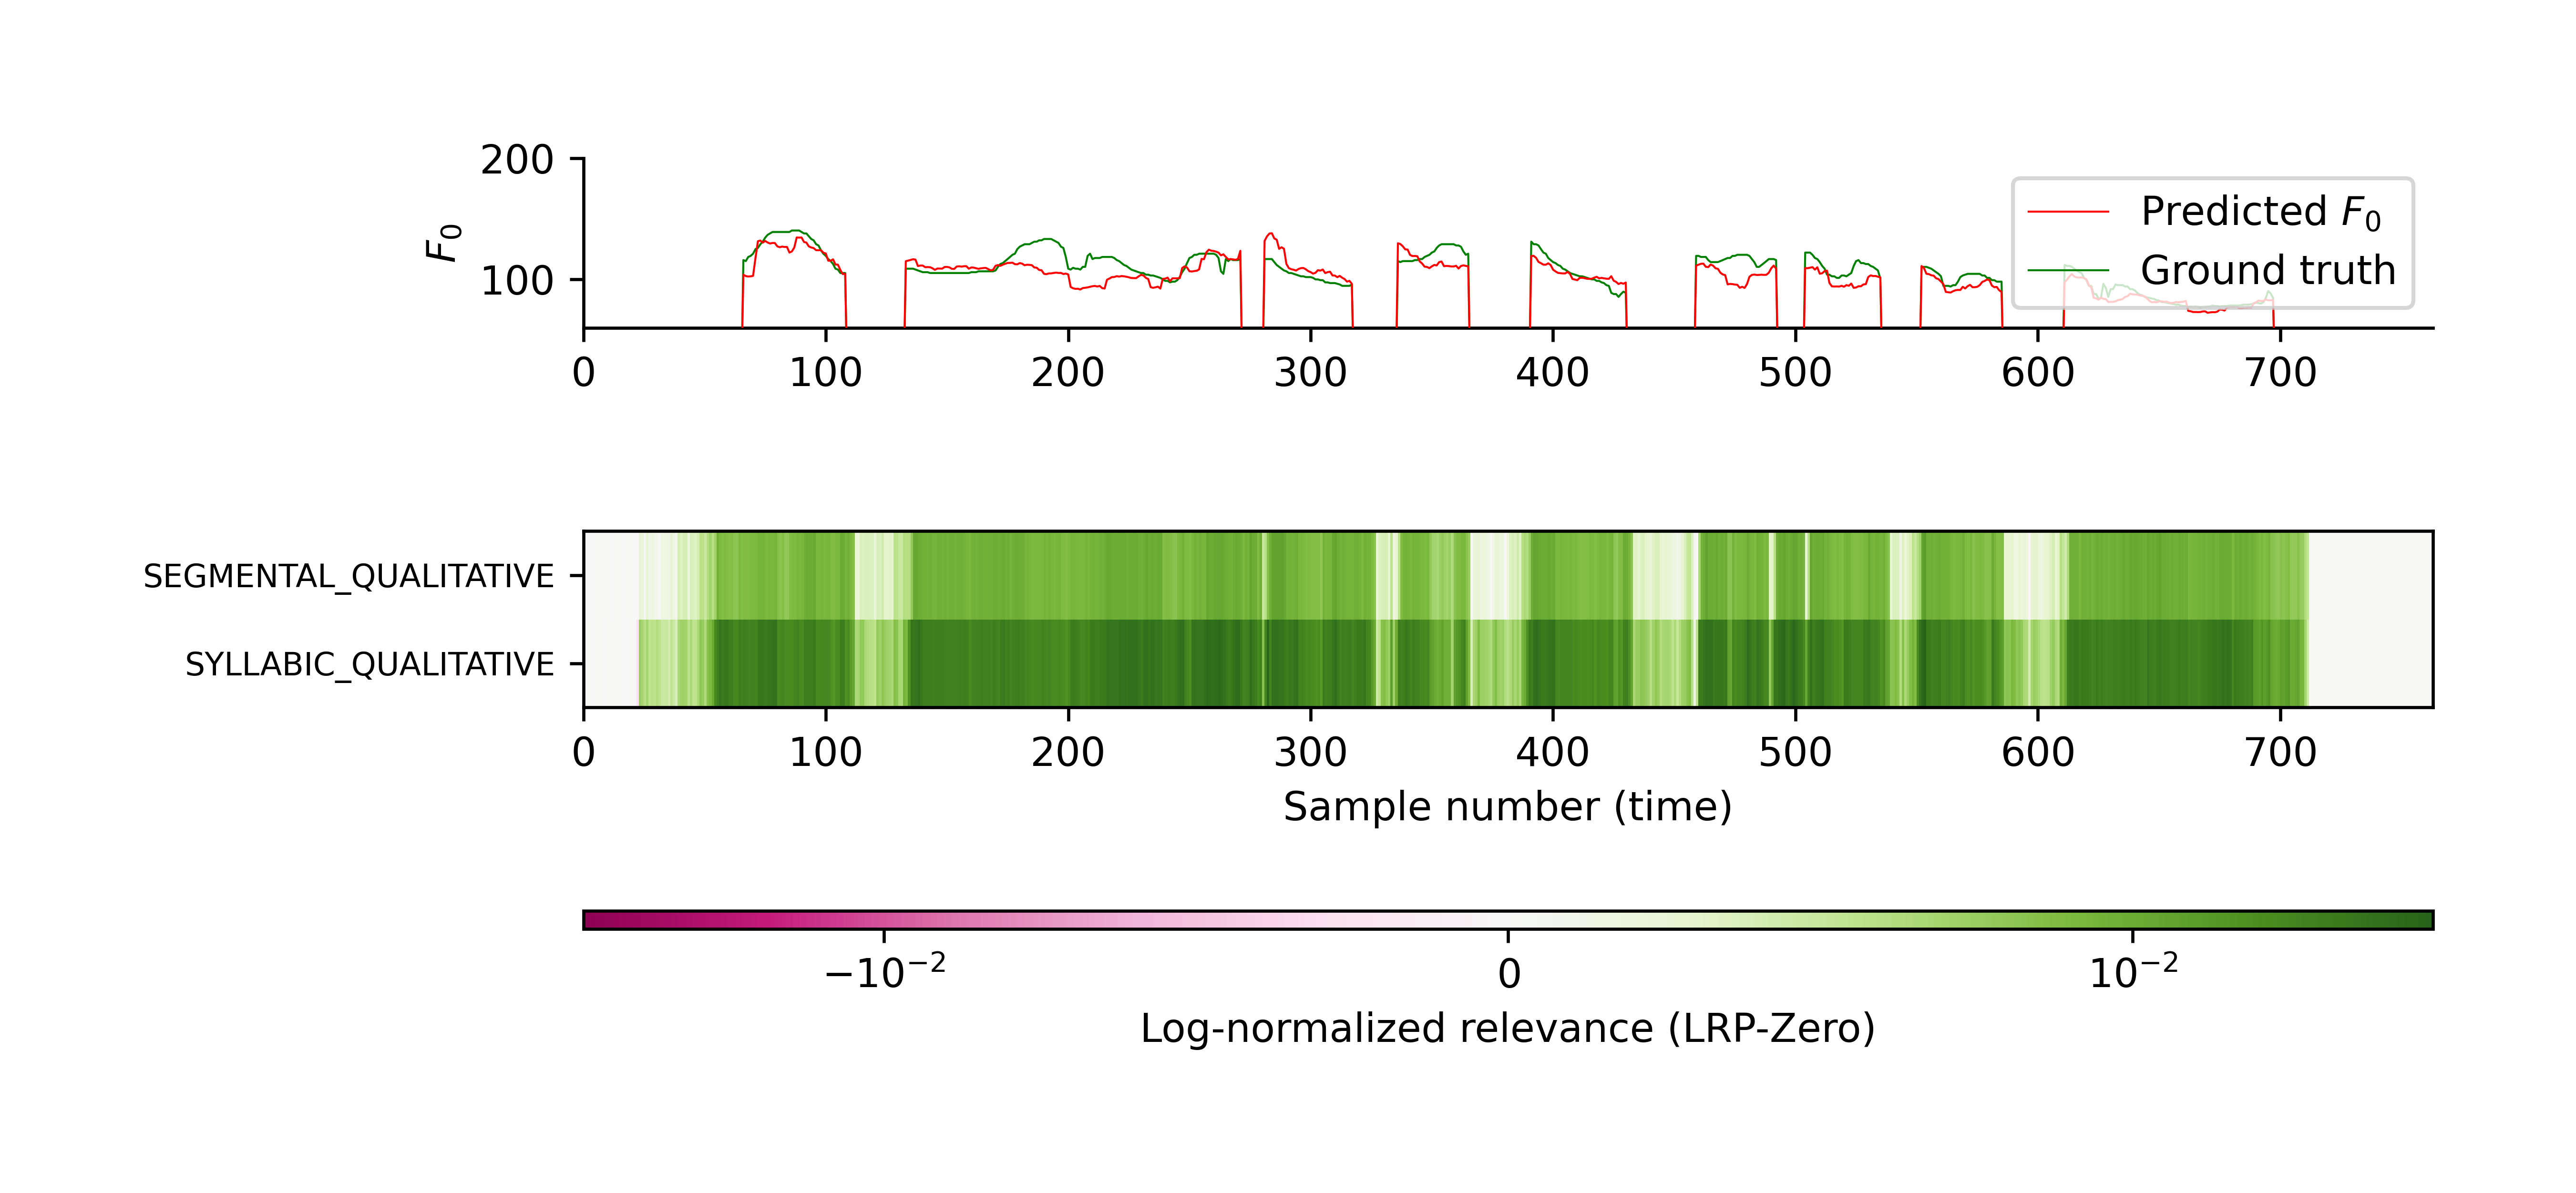 200
100
F₀
Predicted F₀
Ground truth
0 100 200 300 400 500 600 700
SEGMENTAL_QUALITATIVE
SYLLABIC_QUALITATIVE
0 100 200 300 400 500 600 700
Sample number (time)
−10⁻² 0 10⁻²
Log-normalized relevance (LRP-Zero)